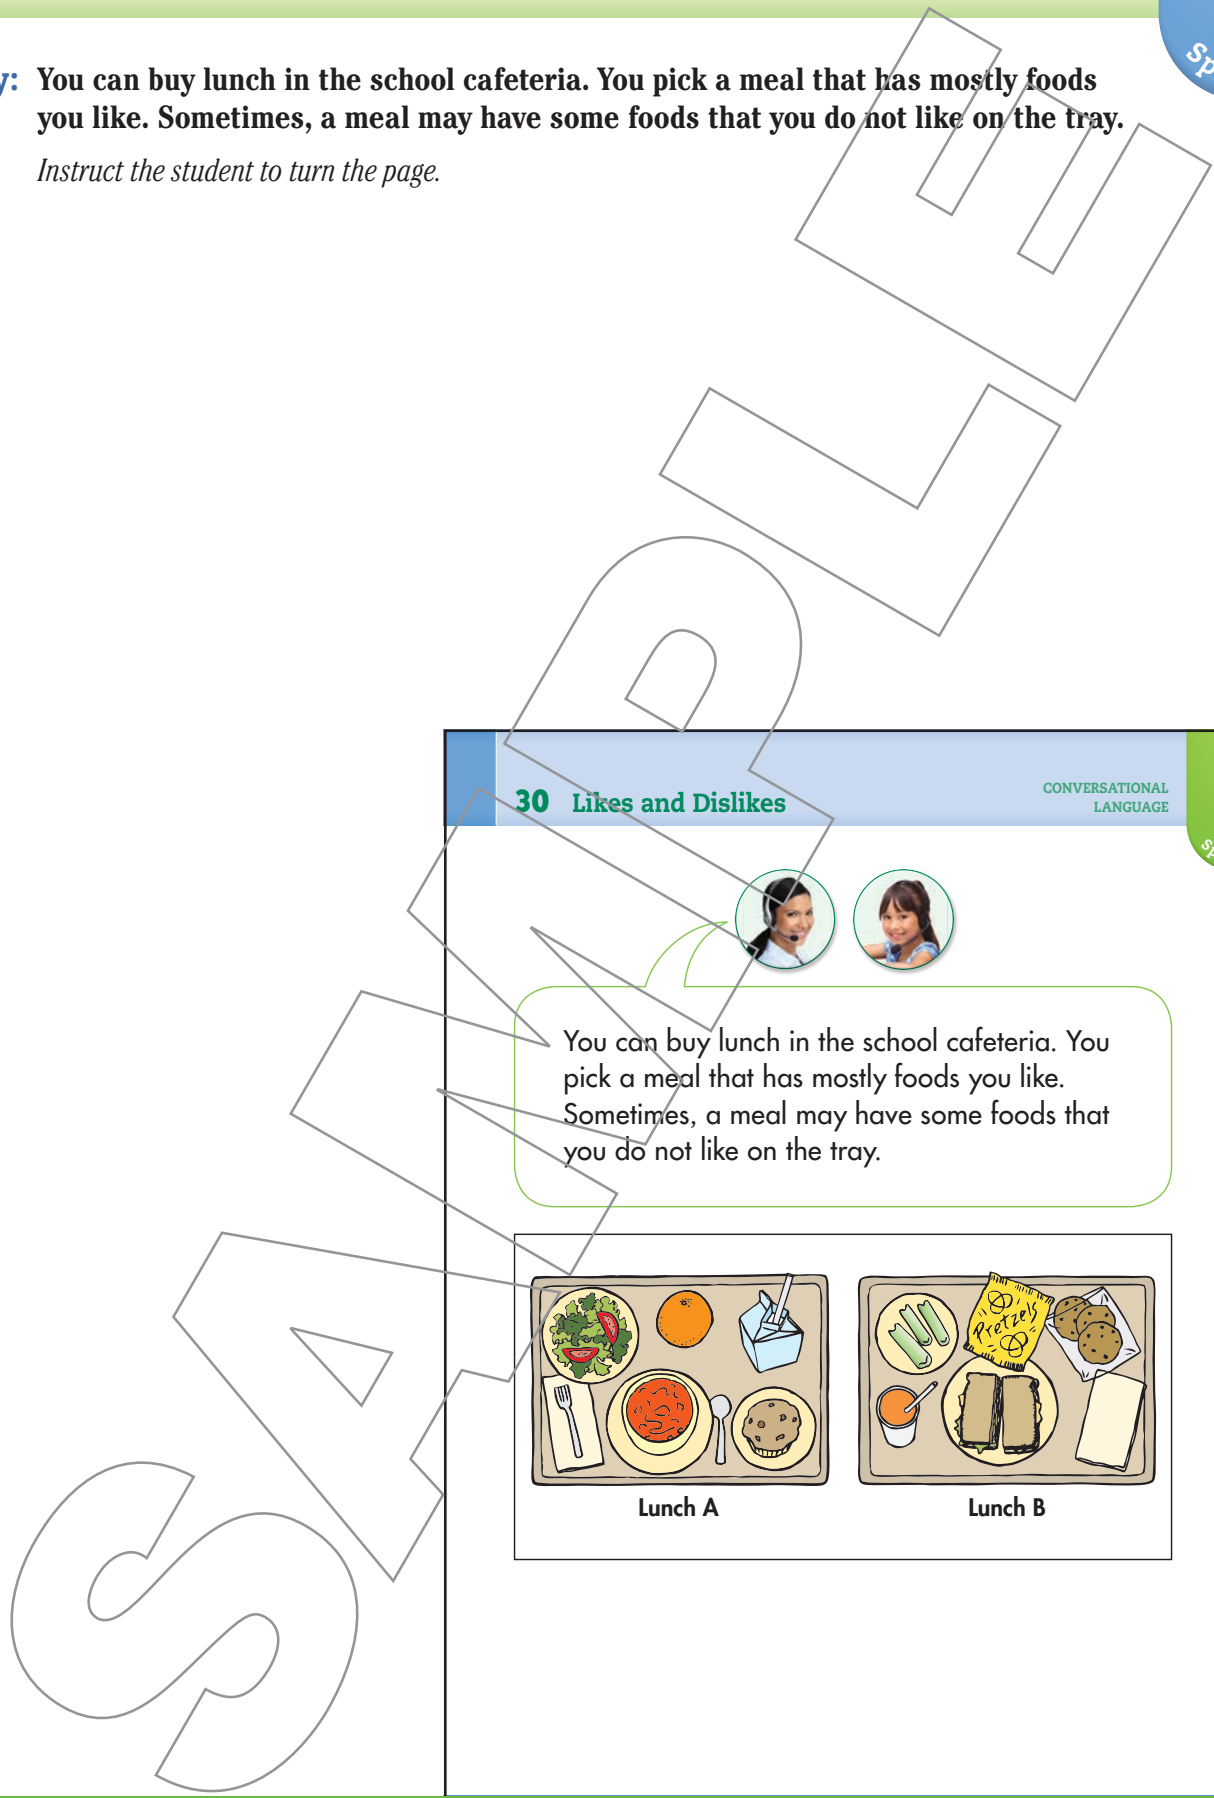 y: You can buy lunch in the school cafeteria. You pick a meal that has mostly foods
you like. Sometimes, a meal may have some foods that you do not like on the tray.
Instruct the student to turn the page.
30 Likes and Dislikes
CONVERSATIONAL
LANGUAGE
You can buy lunch in the school cafeteria. You
pick a meal that has mostly foods you like.
Sometimes, a meal may have some foods that
you do not like on the tray.
Pretzels
Lunch A
Lunch B
SAMPLE